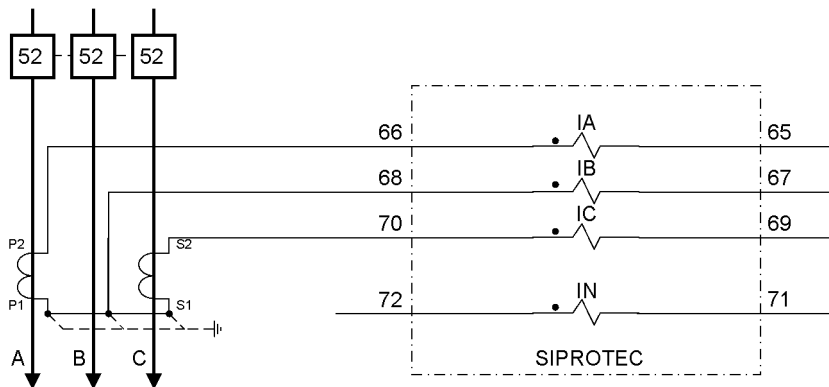 52 52 52
66 IA 65
68 IB 67
70 IC 69
P2 S2
P1 S1
72 IN 71
A B C
SIPROTEC